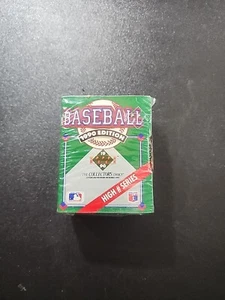 BASEBALL
1990 EDITION
THE COLLECTOR'S CHOICE
HIGH # SERIES